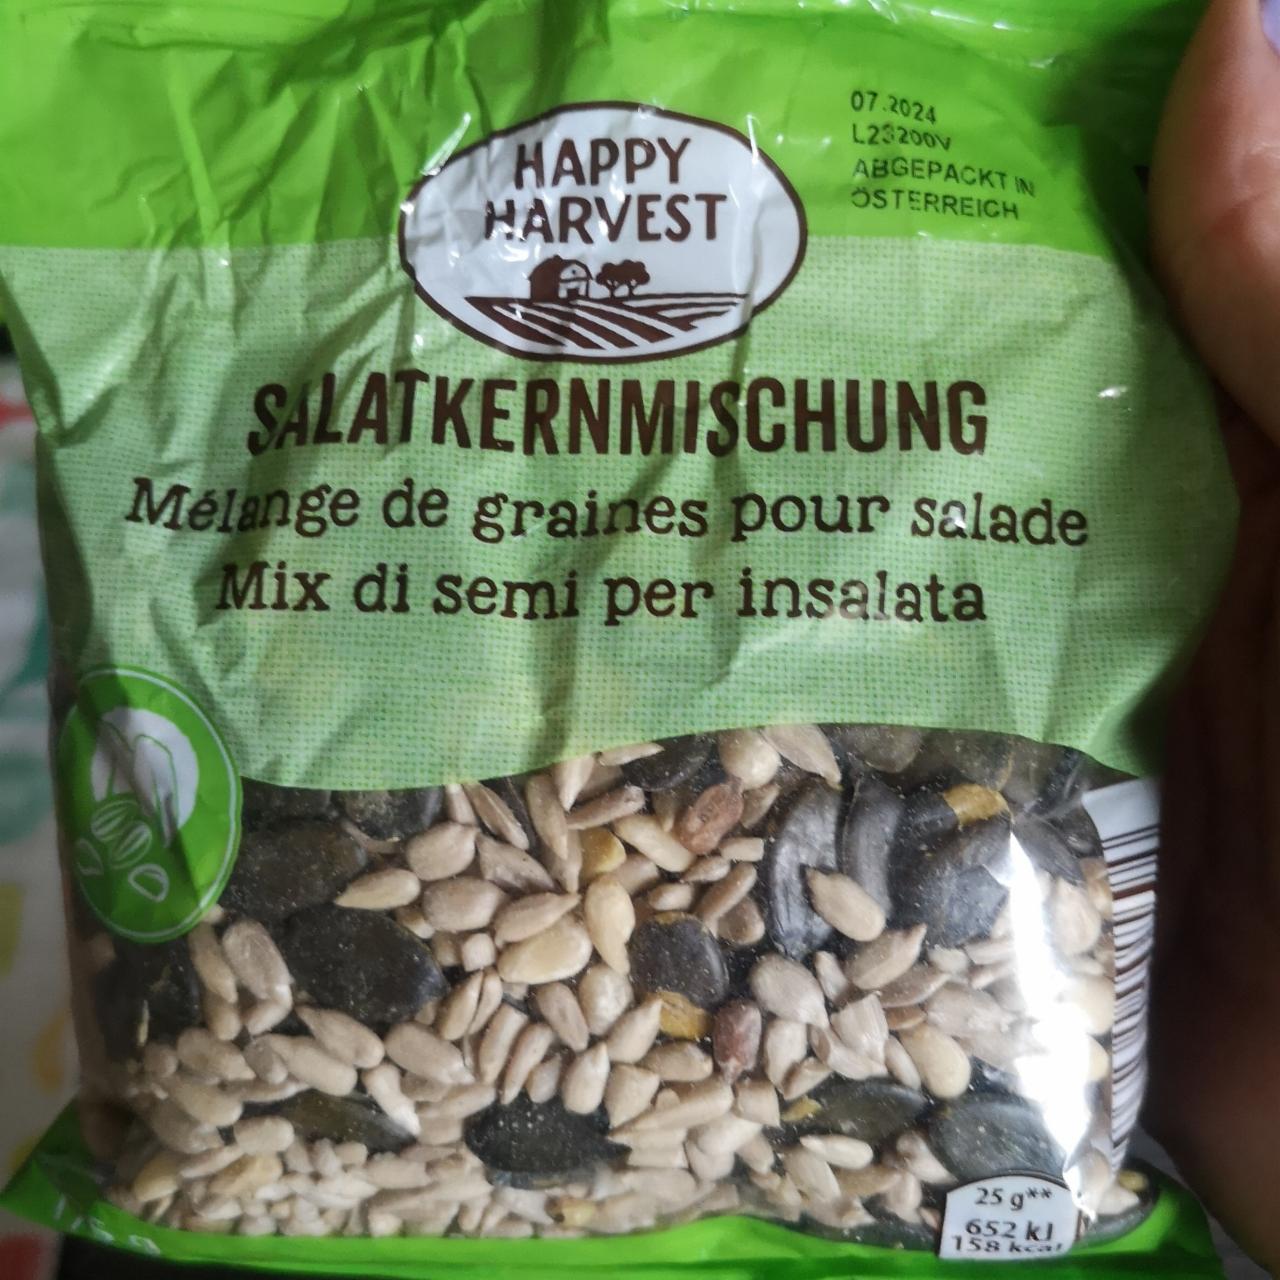 07.2024
L23200V
ABGEPACKT IN
ÖSTERREICH
HAPPY
HARVEST
SALATKERNMISCHUNG
Mélange de graines pour salade
Mix di semi per insalata
25 g**
652 kJ
158 kcal